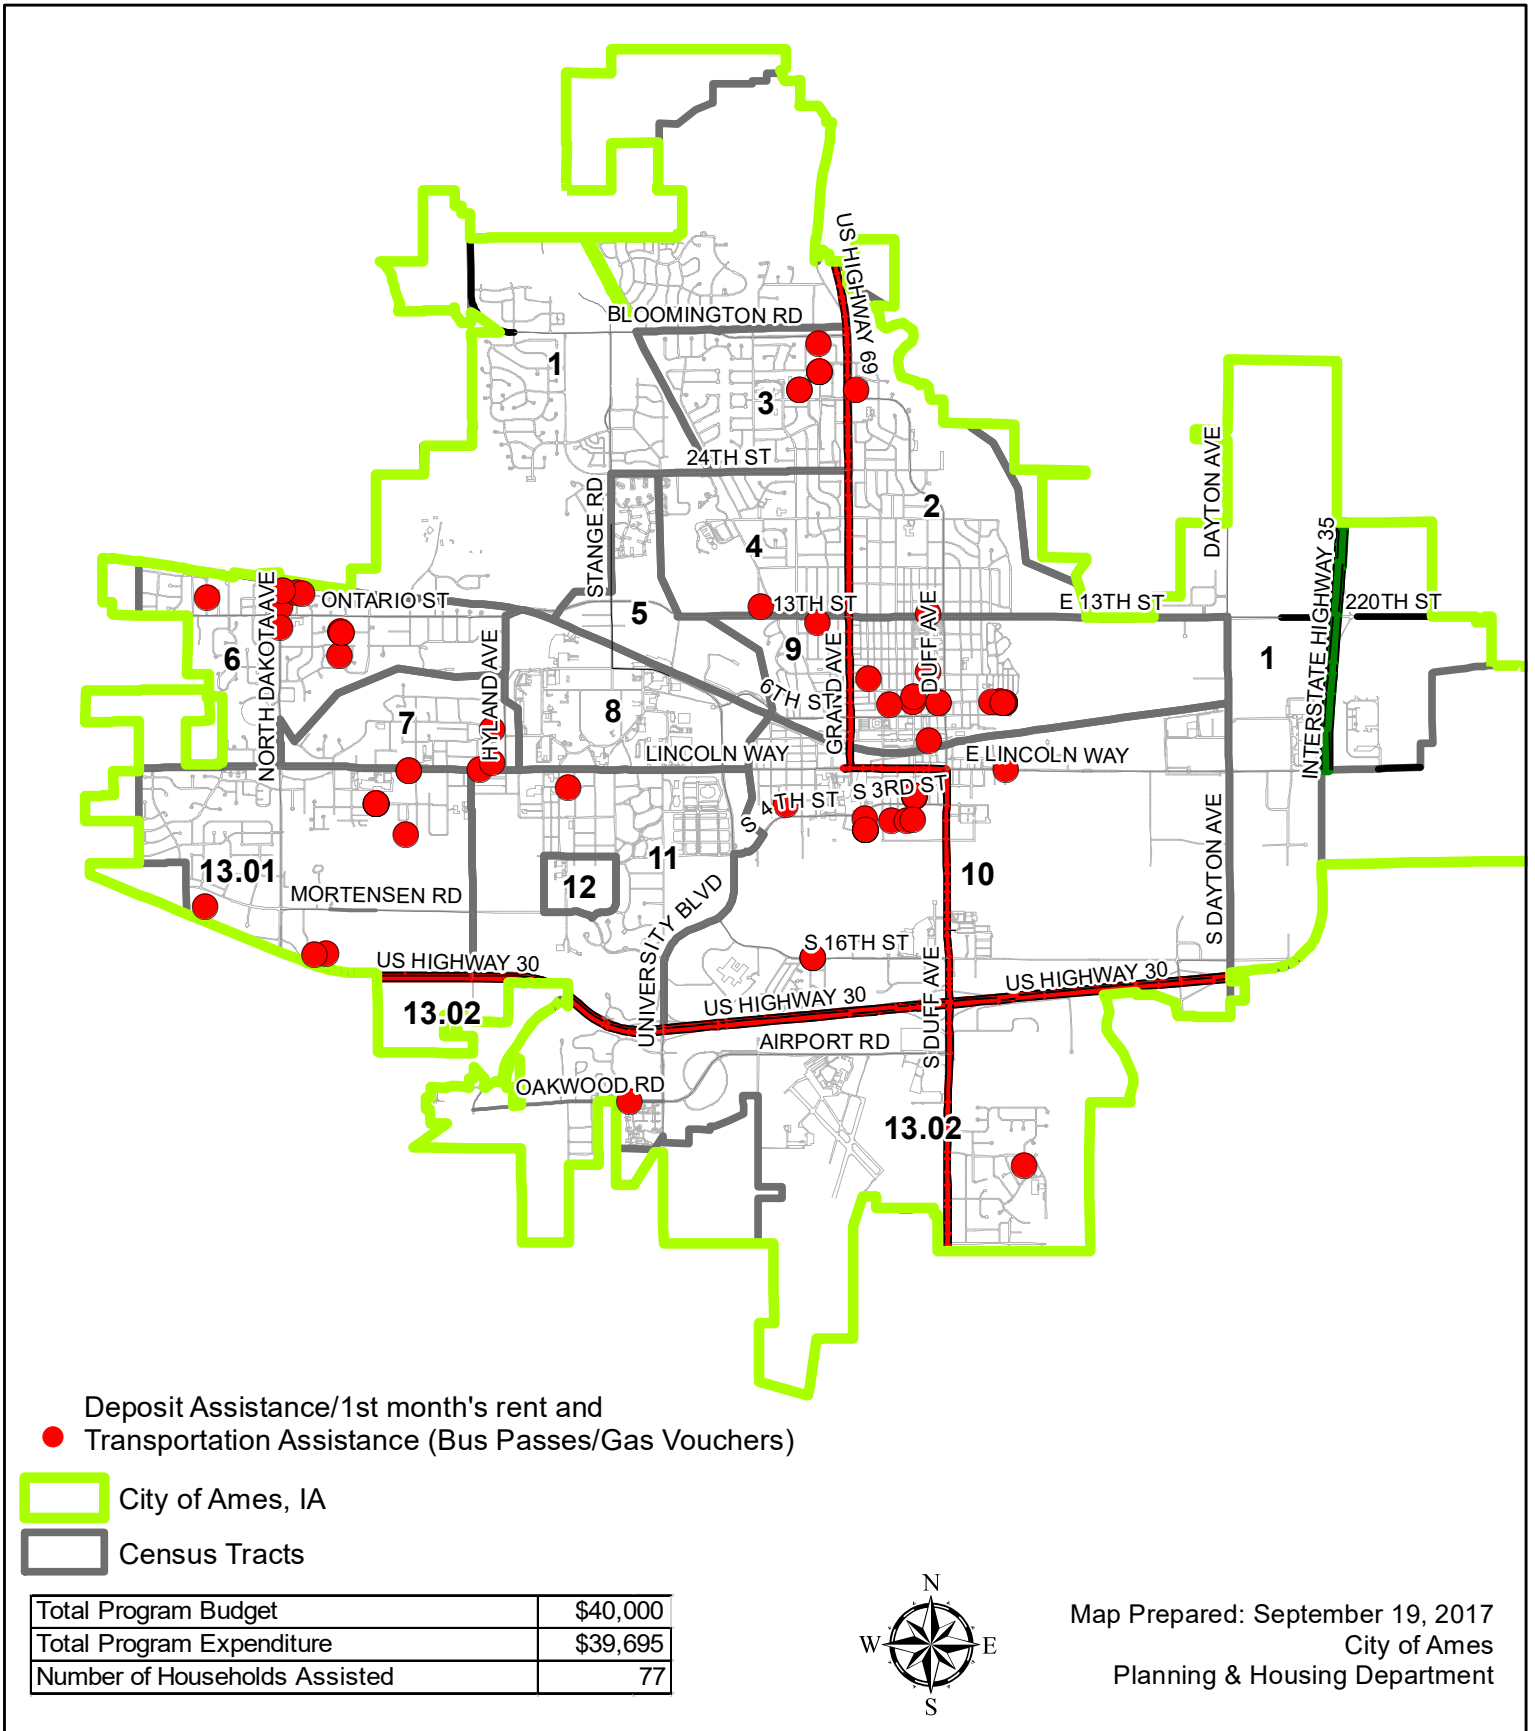 US HIGHWAY 69
BLOOMINGTON RD
1
3
24TH ST
STANGE RD
2
DAYTON AVE
4
INTERSTATE HIGHWAY 35
NORTH DAKOTA AVE
ONTARIO ST
13TH ST
E 13TH ST
220TH ST
5
DUFF AVE
6
HYLAND AVE
9
GRAND AVE
1
6TH ST
7
8
LINCOLN WAY
E LINCOLN WAY
S 3RD ST
S 4TH ST
13.01
11
12
10
S DAYTON AVE
MORTENSEN RD
UNIVERSITY BLVD
S 16TH ST
US HIGHWAY 30
US HIGHWAY 30
US HIGHWAY 30
13.02
S DUFF AVE
AIRPORT RD
OAKWOOD RD
13.02
Deposit Assistance/1st month's rent and
Transportation Assistance (Bus Passes/Gas Vouchers)
City of Ames, IA
Census Tracts
Total Program Budget $40,000
Total Program Expenditure $39,695
Number of Households Assisted 77
N
W E
S
Map Prepared: September 19, 2017
City of Ames
Planning & Housing Department